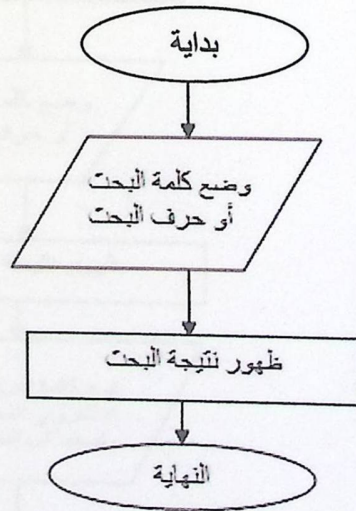 بداية
وضع كلمة البحث
أو حرف البحث
ظهور نتيجة البحث
النهاية